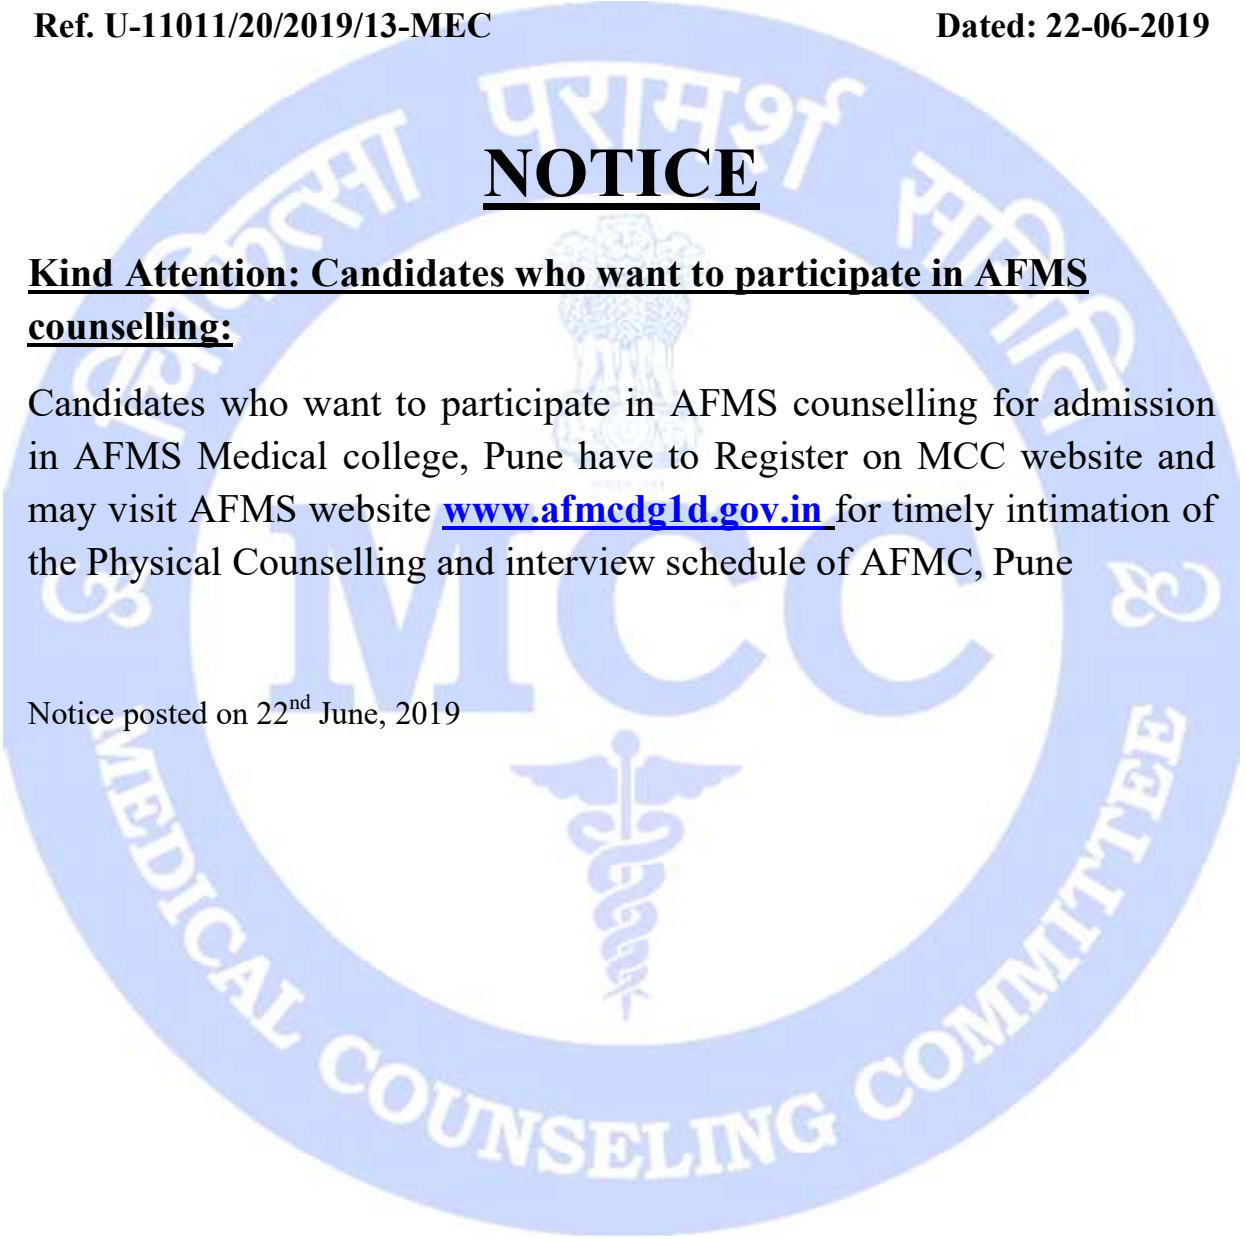 Ref. U-11011/20/2019/13-MEC Dated: 22-06-2019
चिकित्सा परामर्श समिति
NOTICE
Kind Attention: Candidates who want to participate in AFMS
counselling:
Candidates who want to participate in AFMS counselling for admission
in AFMS Medical college, Pune have to Register on MCC website and
may visit AFMS website www.afmcdg1d.gov.in for timely intimation of
the Physical Counselling and interview schedule of AFMC, Pune
MCC
Notice posted on 22nd June, 2019
MEDICAL COUNSELING COMMITTEE